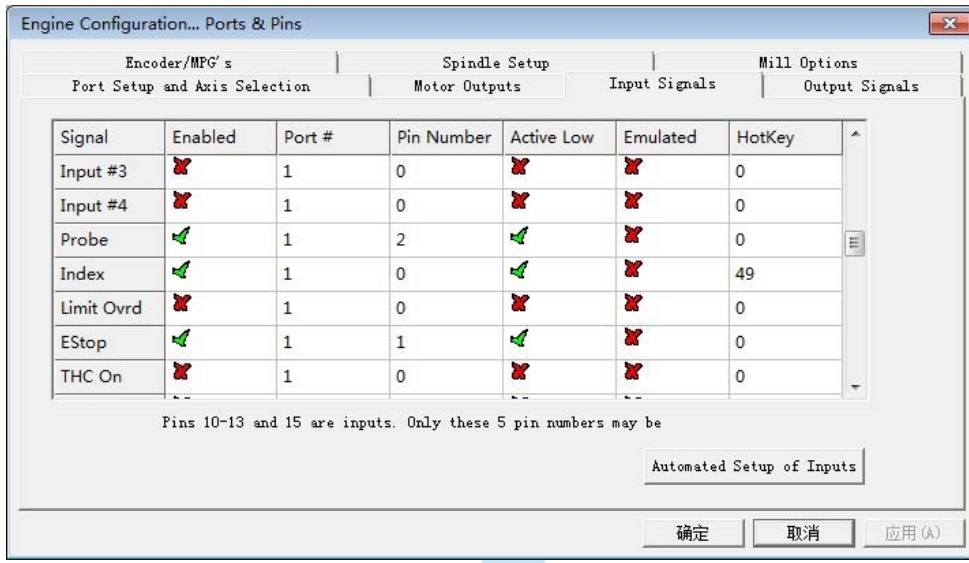 Engine Configuration... Ports & Pins
Encoder/MPG's Spindle Setup Mill Options
Port Setup and Axis Selection Motor Outputs Input Signals Output Signals
Signal Enabled Port # Pin Number Active Low Emulated HotKey
Input #3 1 0 0
Input #4 1 0 0
Probe 1 2 0
Index 1 0 49
Limit Ovrd 1 0 0
EStop 1 1 0
THC On 1 0 0
Pins 10-13 and 15 are inputs. Only these 5 pin numbers may be
Automated Setup of Inputs
确定 取消 应用(A)